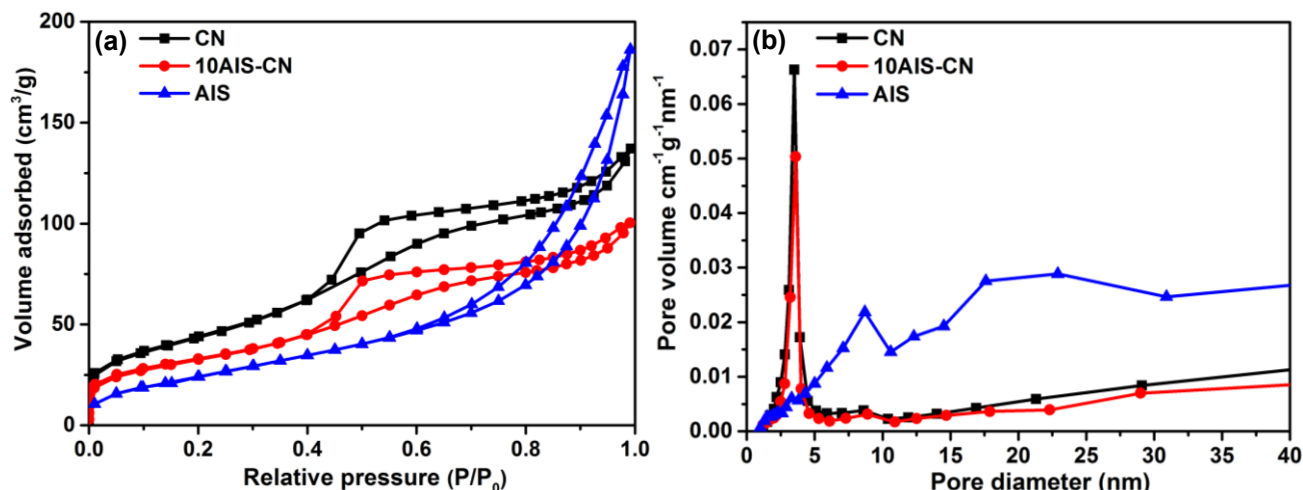 (a)
CN
10AIS-CN
AIS
Volume adsorbed (cm³/g)
200
150
100
50
0
0.0 0.2 0.4 0.6 0.8 1.0
Relative pressure (P/P₀)
(b)
CN
10AIS-CN
AIS
Pore volume cm⁻¹g⁻¹nm⁻¹
0.07
0.06
0.05
0.04
0.03
0.02
0.01
0.00
0 5 10 15 20 25 30 35 40
Pore diameter (nm)